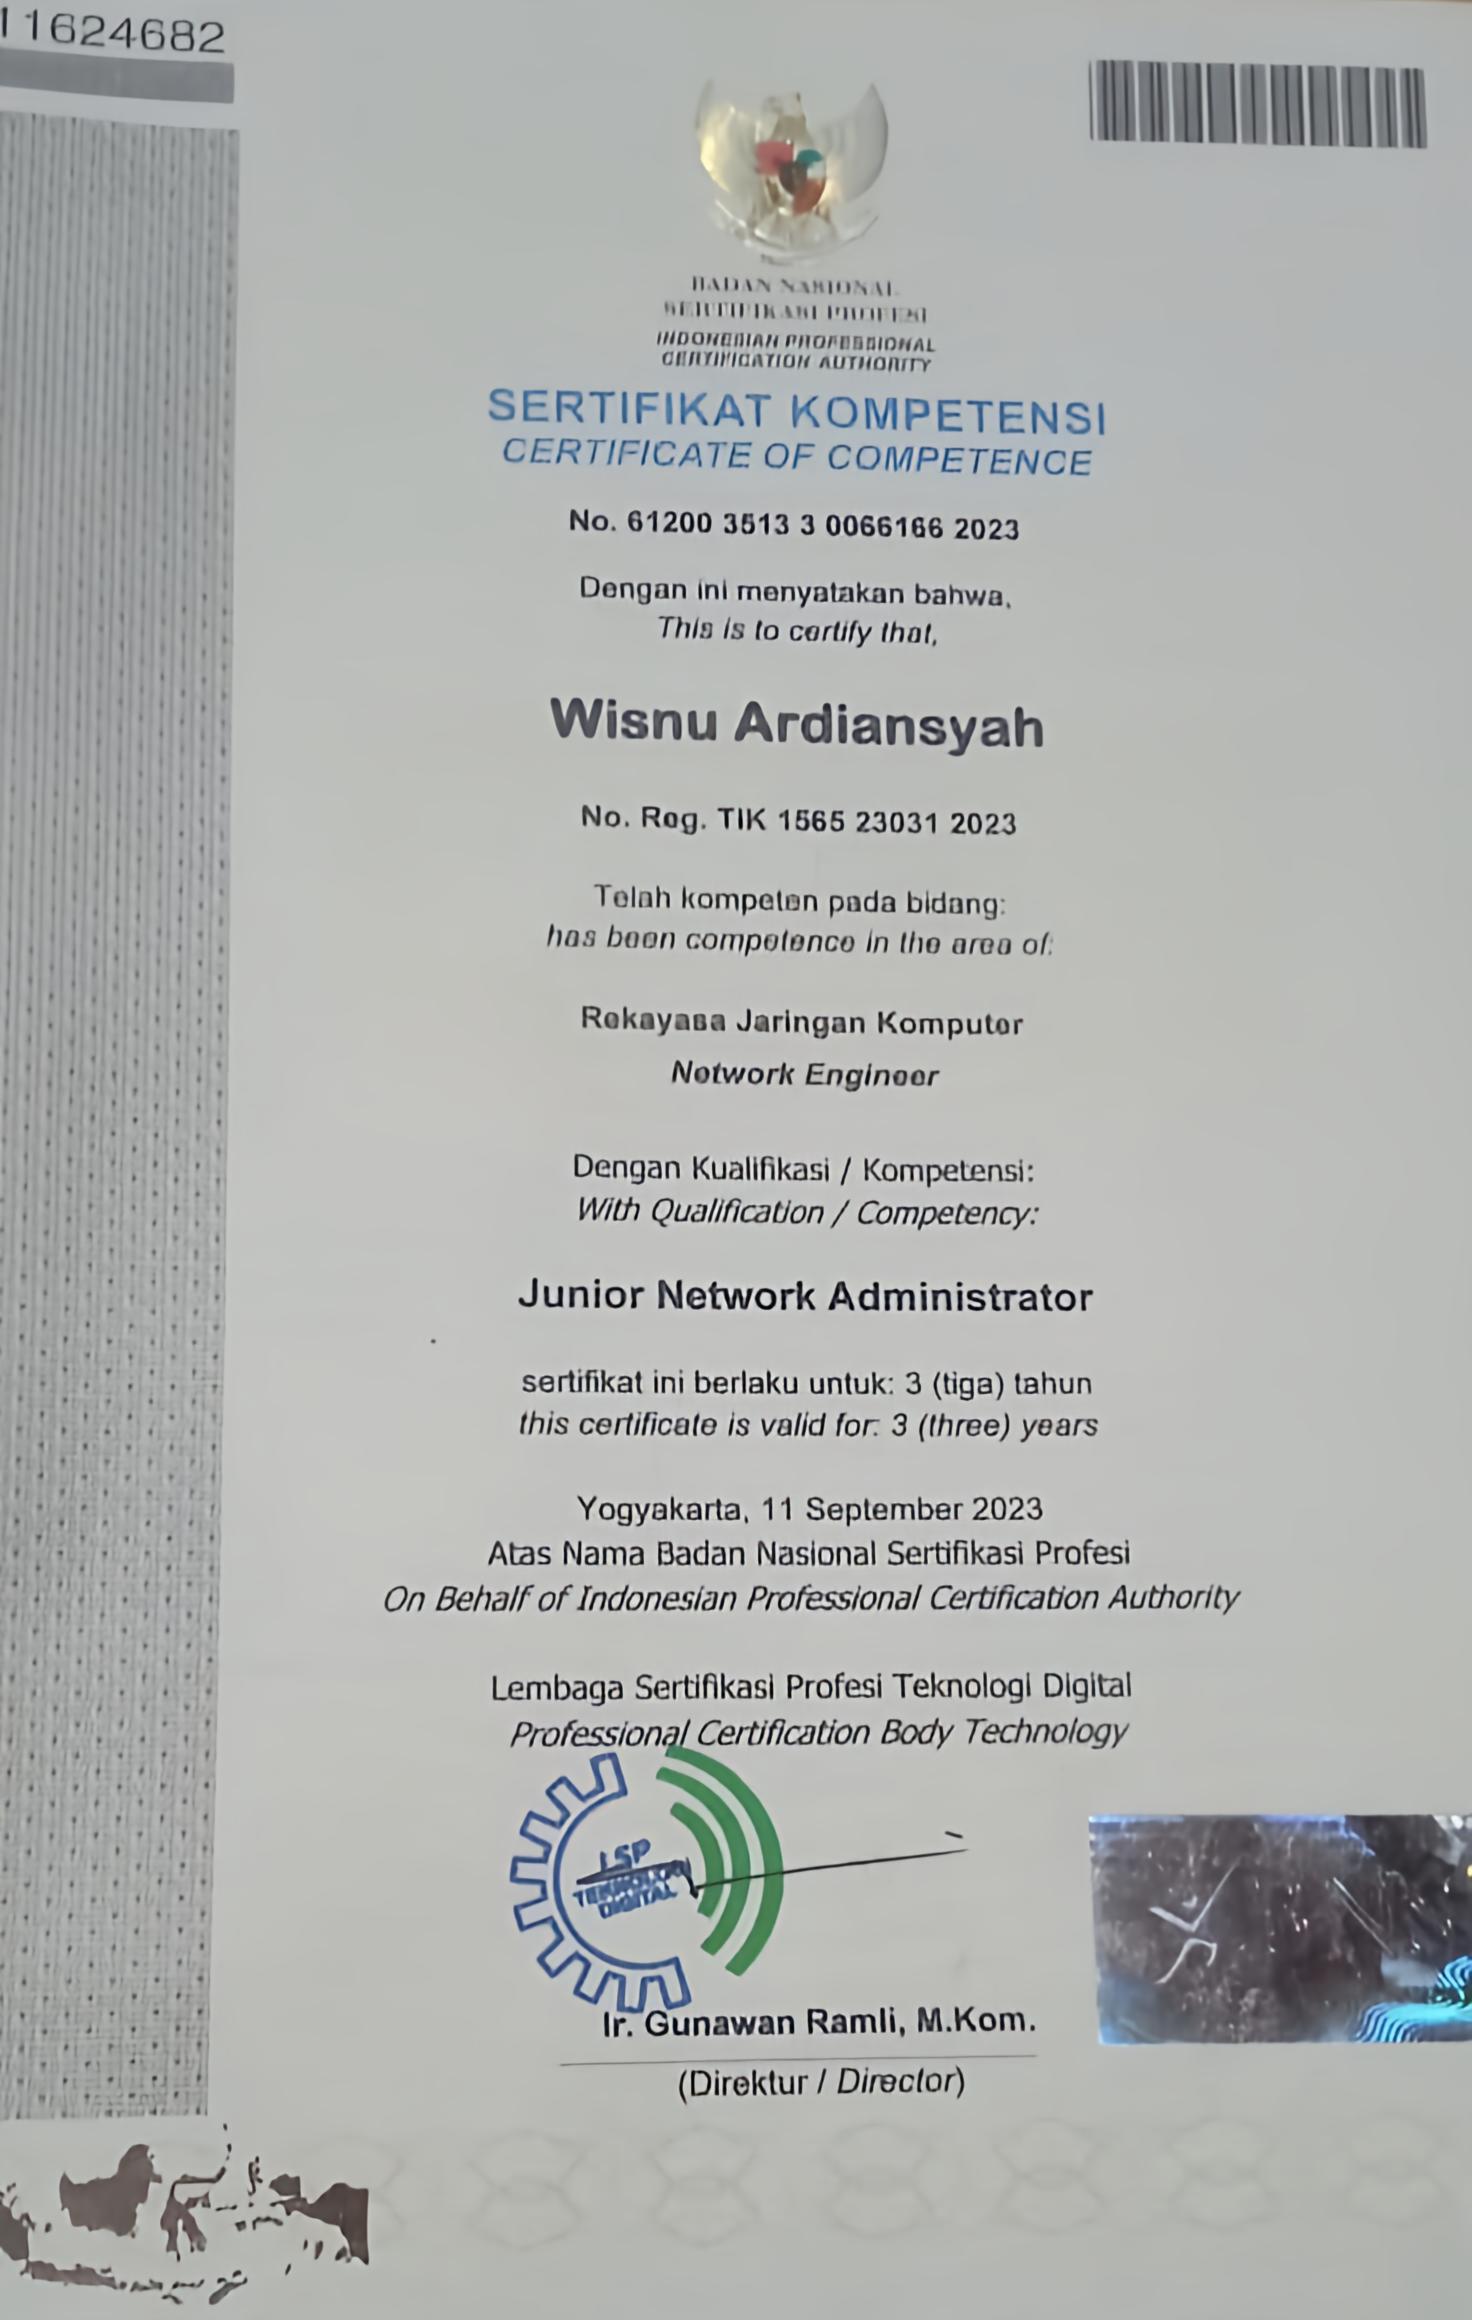 11624682
BADAN NASIONAL
SERTIFIKASI PROFESI
INDONESIAN PROFESSIONAL
CERTIFICATION AUTHORITY
SERTIFIKAT KOMPETENSI
CERTIFICATE OF COMPETENCE
No. 61200 3513 3 0066166 2023
Dengan ini menyatakan bahwa,
This is to certify that,
Wisnu Ardiansyah
No. Reg. TIK 1565 23031 2023
Telah kompeten pada bidang:
has been competence in the area of:
Rekayasa Jaringan Komputer
Network Engineer
Dengan Kualifikasi / Kompetensi:
With Qualification / Competency:
Junior Network Administrator
sertifikat ini berlaku untuk: 3 (tiga) tahun
this certificate is valid for: 3 (three) years
Yogyakarta, 11 September 2023
Atas Nama Badan Nasional Sertifikasi Profesi
On Behalf of Indonesian Professional Certification Authority
Lembaga Sertifikasi Profesi Teknologi Digital
Professional Certification Body Technology
LSP
TEKNOLOGI
DIGITAL
Ir. Gunawan Ramli, M.Kom.
(Direktur / Director)